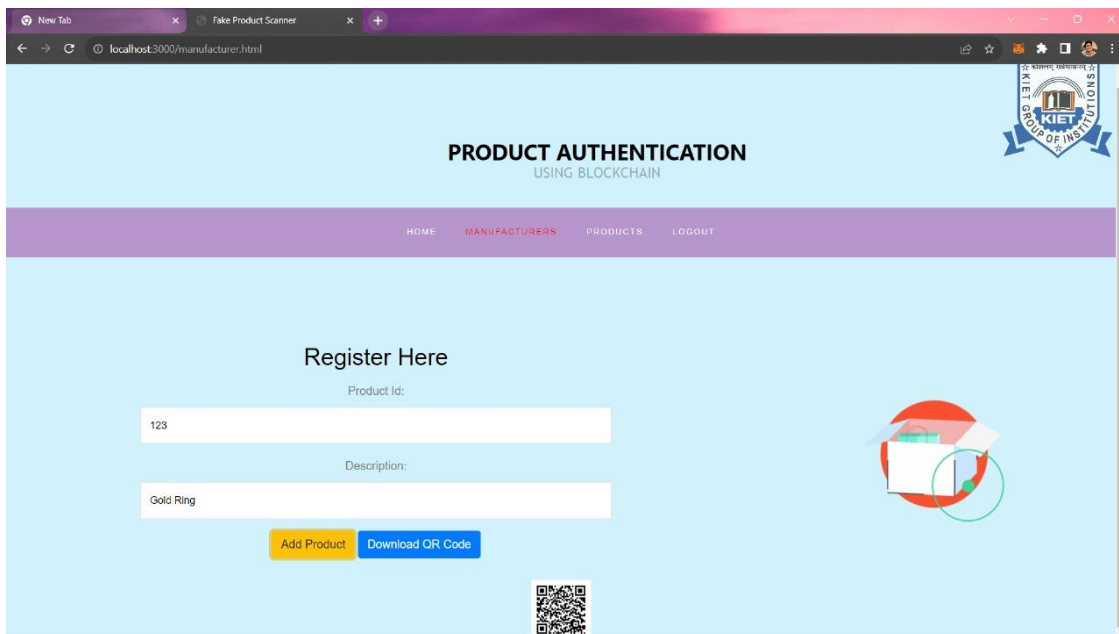 New Tab
Fake Product Scanner
localhost:3000/manufacturer.html
KIET GROUP OF INSTITUTIONS
KIET
PRODUCT AUTHENTICATION
USING BLOCKCHAIN
HOME MANUFACTURERS PRODUCTS LOGOUT
Register Here
Product Id:
123
Description:
Gold Ring
Add Product Download QR Code